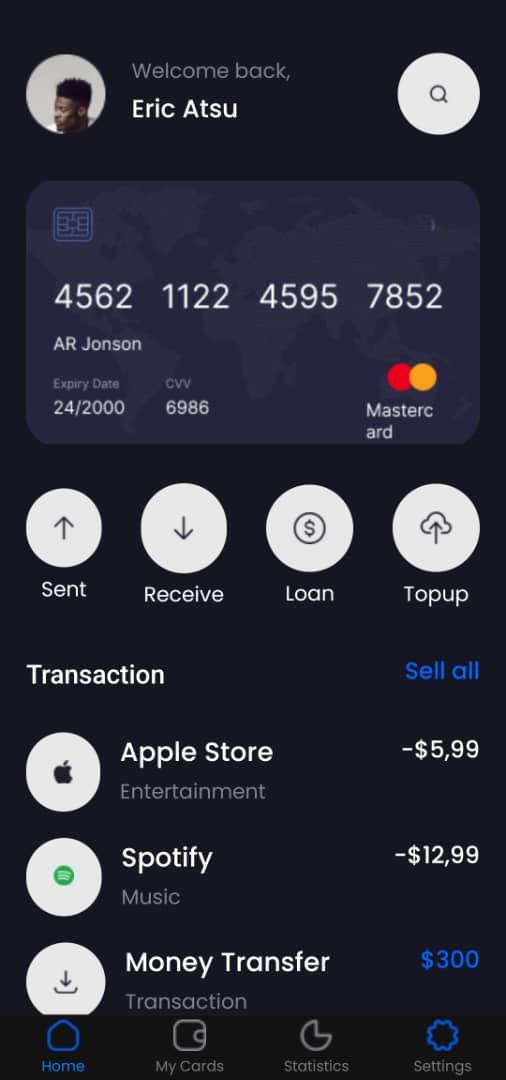 Welcome back,
Eric Atsu
4562 1122 4595 7852
AR Jonson
Expiry Date CVV
24/2000 6986
Masterc
ard
Sent Receive Loan Topup
Transaction Sell all
Apple Store -$5,99
Entertainment
Spotify -$12,99
Music
Money Transfer $300
Transaction
Home My Cards Statistics Settings